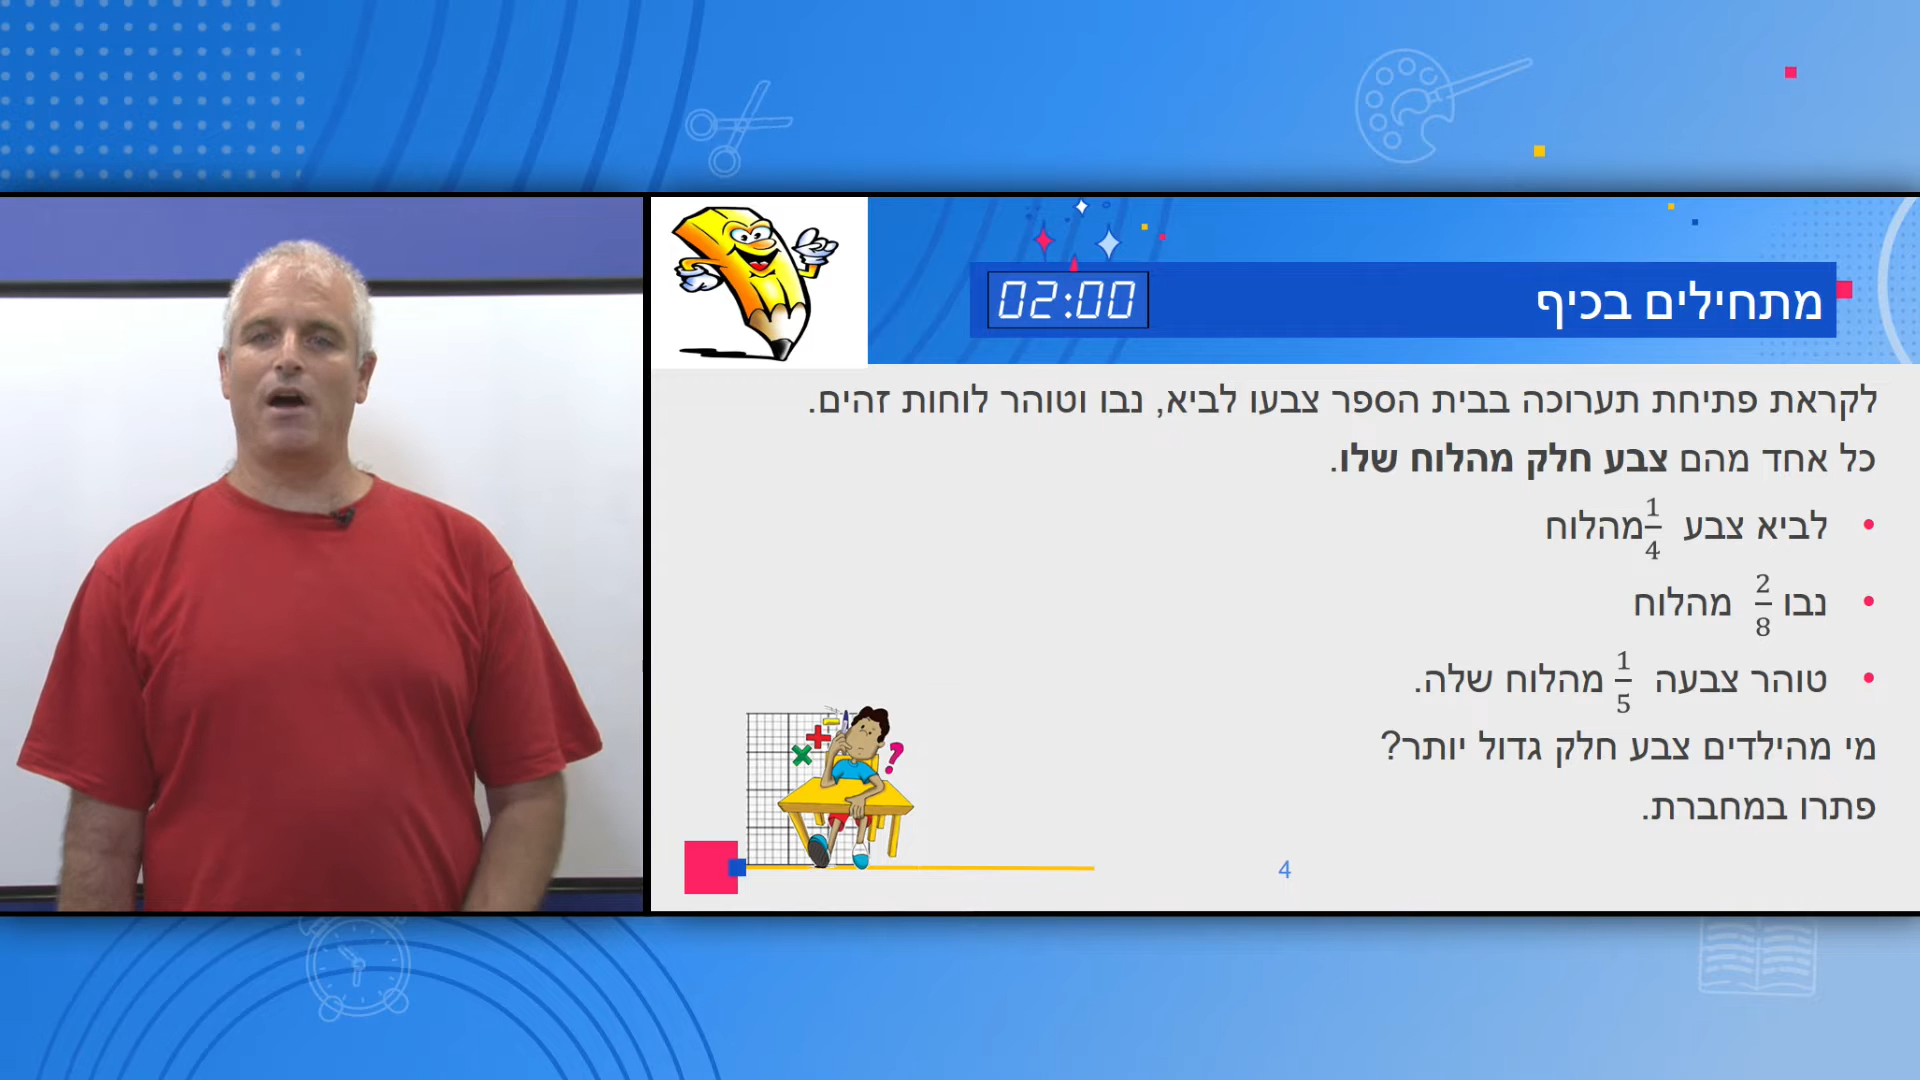 מתחילים בכיף
02:00
לקראת פתיחת תערוכה בבית הספר צבעו לביא, נבו וטוהר לוחות זהים.
כל אחד מהם צבע חלק מהלוח שלו.
• לביא צבע 1/4 מהלוח
• נבו 2/8 מהלוח
• טוהר צבעה 1/5 מהלוח שלה.
מי מהילדים צבע חלק גדול יותר?
פתרו במחברת.
4